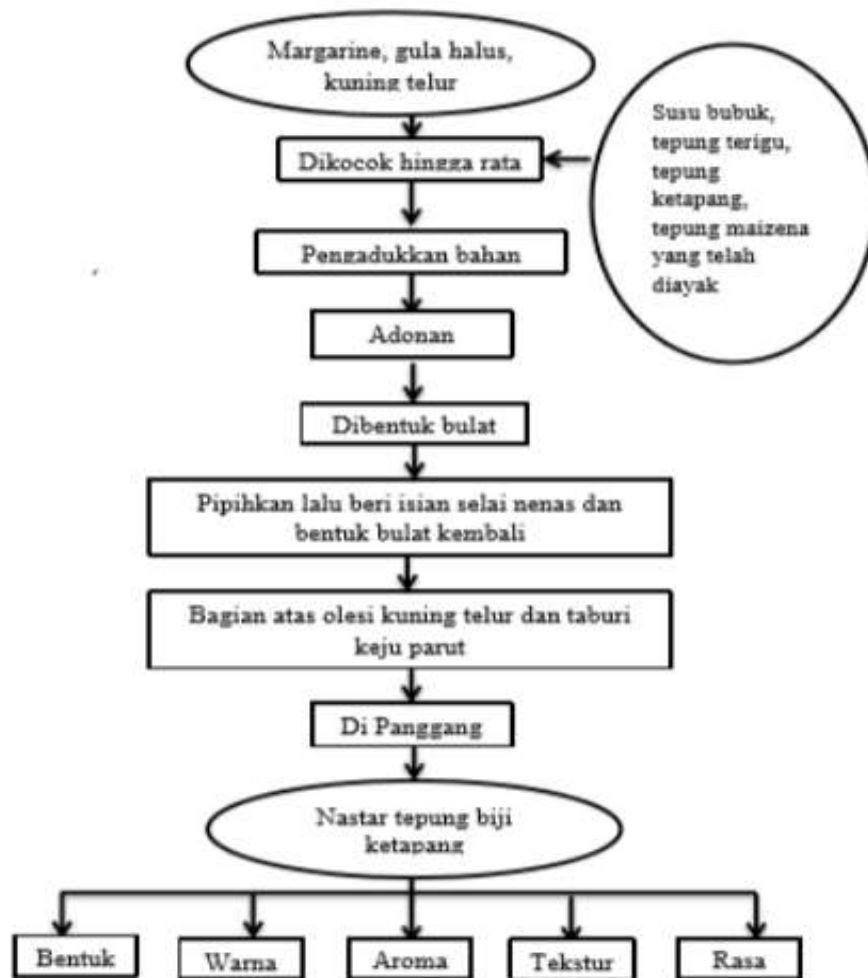 Margarine, gula halus,
kuning telur
Susu bubuk,
tepung terigu,
tepung
ketapang,
tepung maizena
yang telah
diayak
Dikocok hingga rata
Pengadukkan bahan
Adonan
Dibentuk bulat
Pipihkan lalu beri isian selai nenas dan
bentuk bulat kembali
Bagian atas olesi kuning telur dan taburi
keju parut
Di Panggang
Nastar tepung biji
ketapang
Bentuk
Warna
Aroma
Tekstur
Rasa